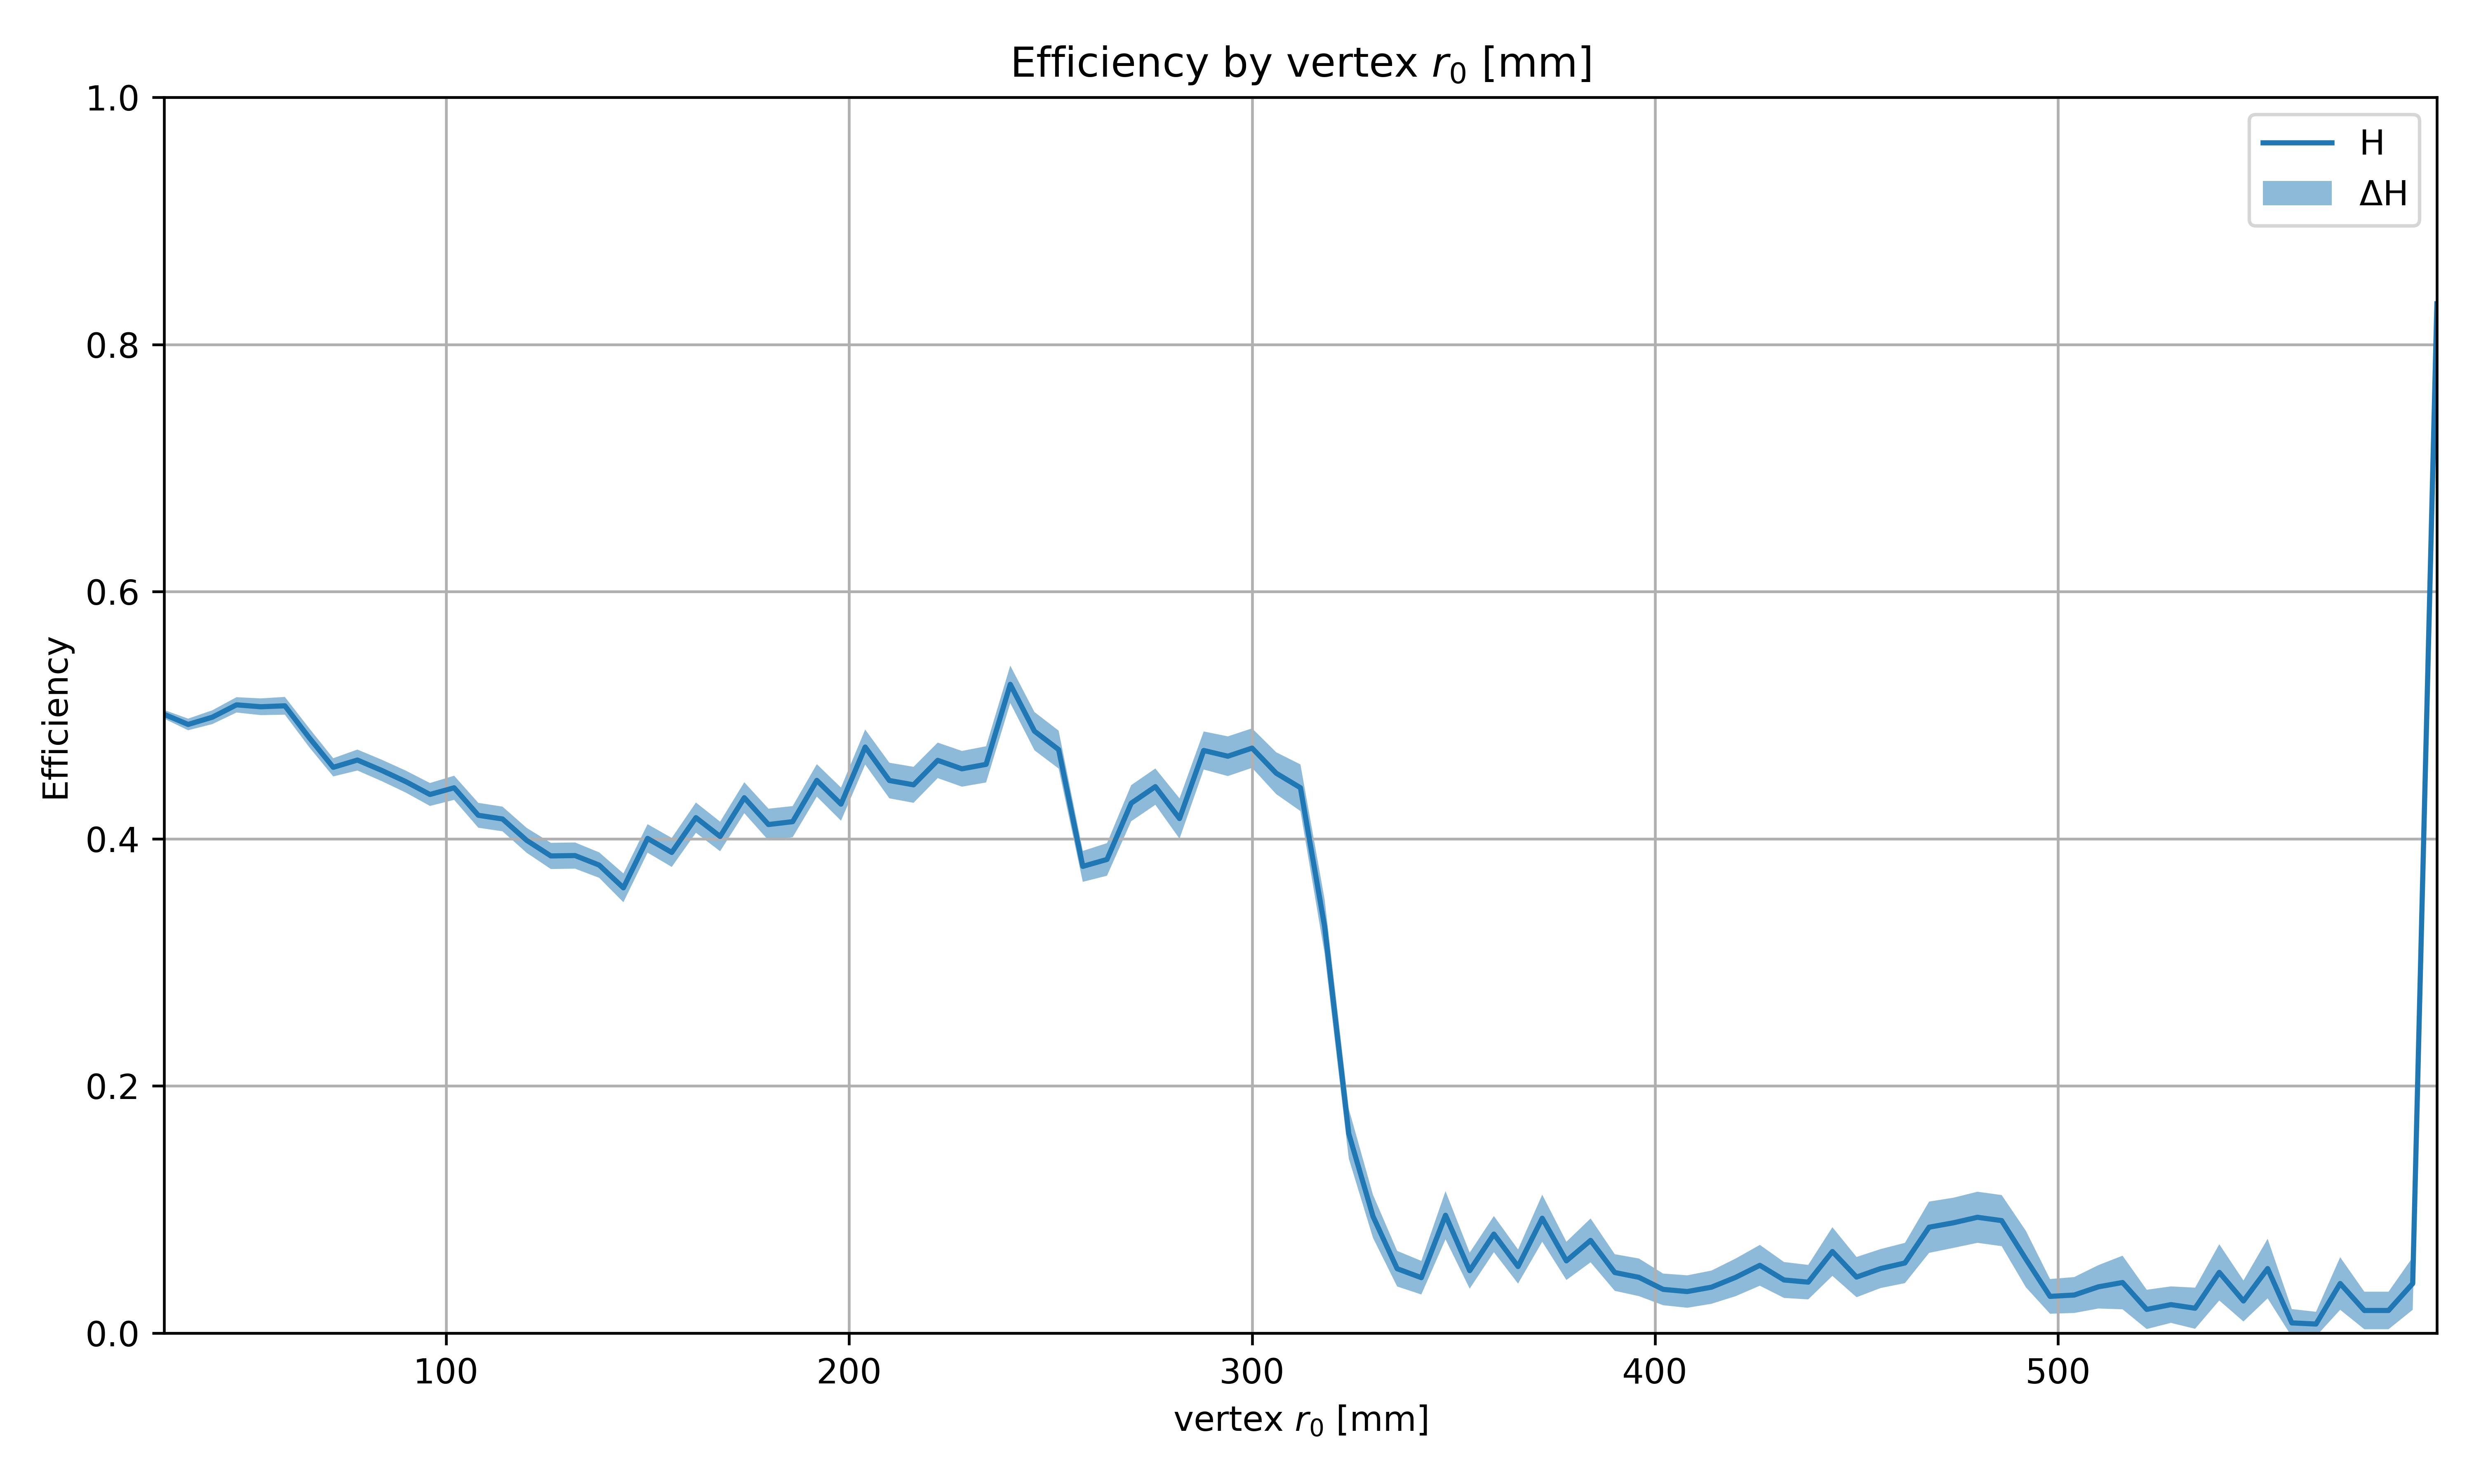 Efficiency by vertex r₀ [mm]
H
ΔH
Efficiency
1.0
0.8
0.6
0.4
0.2
0.0
100 200 300 400 500
vertex r₀ [mm]